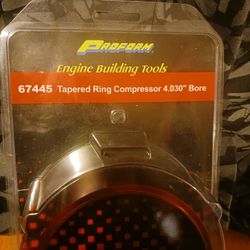 PROFORM
Engine Building Tools
67445 Tapered Ring Compressor 4.030" Bore